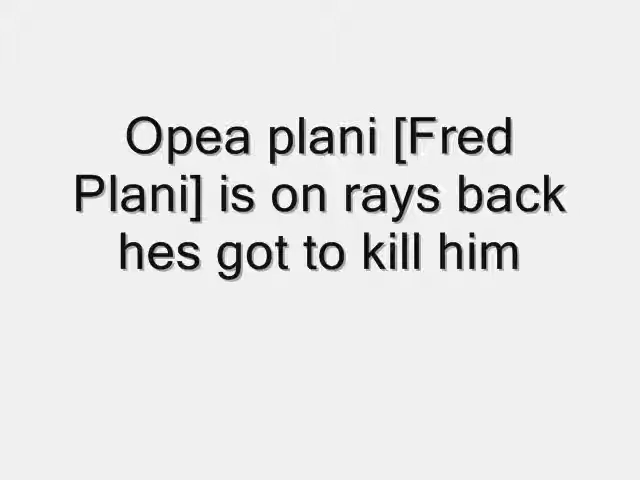 Opea plani [Fred
Plani] is on rays back
hes got to kill him